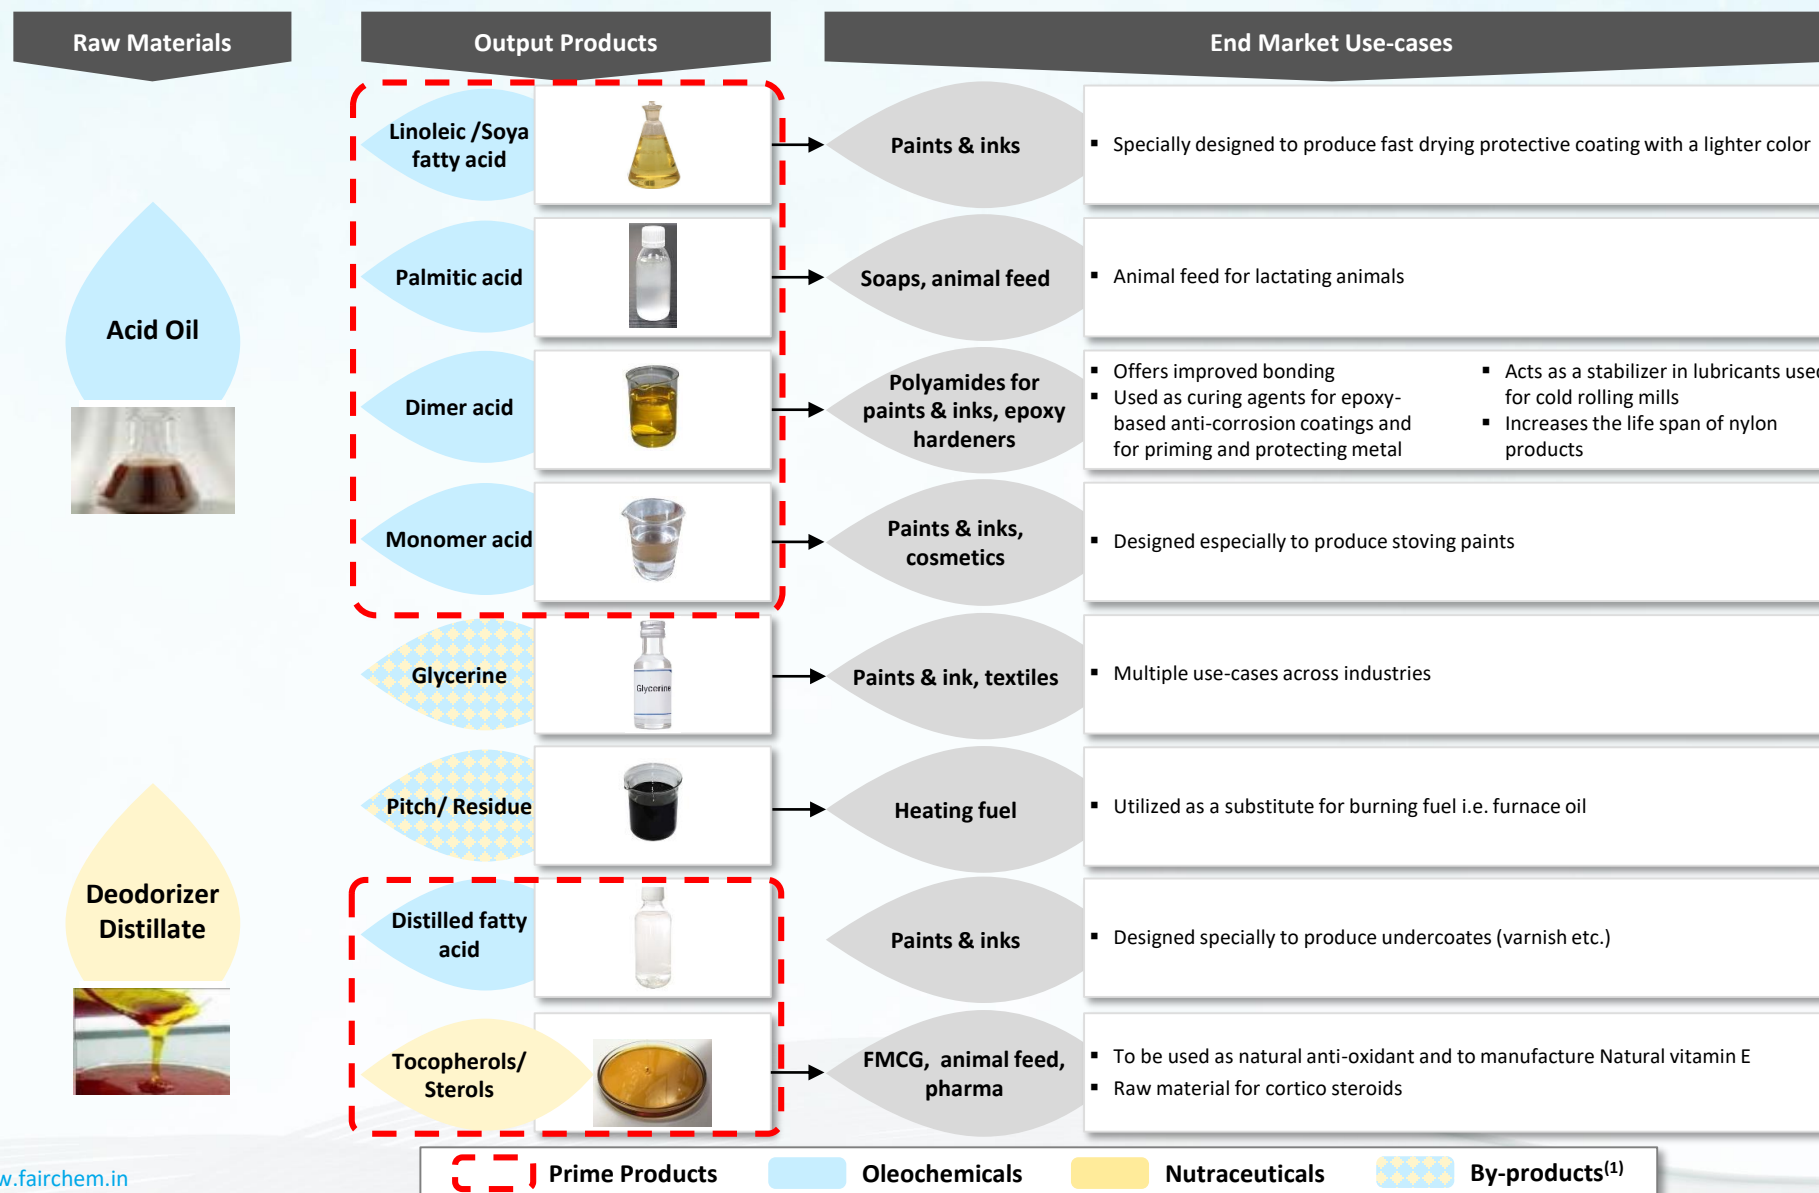 Raw Materials
Output Products
End Market Use-cases
Acid Oil
Deodorizer
Distillate
Linoleic /Soya
fatty acid
Paints & inks
▪ Specially designed to produce fast drying protective coating with a lighter color
Palmitic acid
Soaps, animal feed
▪ Animal feed for lactating animals
Dimer acid
Polyamides for
paints & inks, epoxy
hardeners
▪ Offers improved bonding
▪ Used as curing agents for epoxy-
based anti-corrosion coatings and
for priming and protecting metal
▪ Acts as a stabilizer in lubricants used
for cold rolling mills
▪ Increases the life span of nylon
products
Monomer acid
Paints & inks,
cosmetics
▪ Designed especially to produce stoving paints
Glycerine
Glycerine
Paints & ink, textiles
▪ Multiple use-cases across industries
Pitch/ Residue
Heating fuel
▪ Utilized as a substitute for burning fuel i.e. furnace oil
Distilled fatty
acid
Paints & inks
▪ Designed specially to produce undercoates (varnish etc.)
Tocopherols/
Sterols
FMCG, animal feed,
pharma
▪ To be used as natural anti-oxidant and to manufacture Natural vitamin E
▪ Raw material for cortico steroids
Prime Products
Oleochemicals
Nutraceuticals
By-products(1)
w.fairchem.in